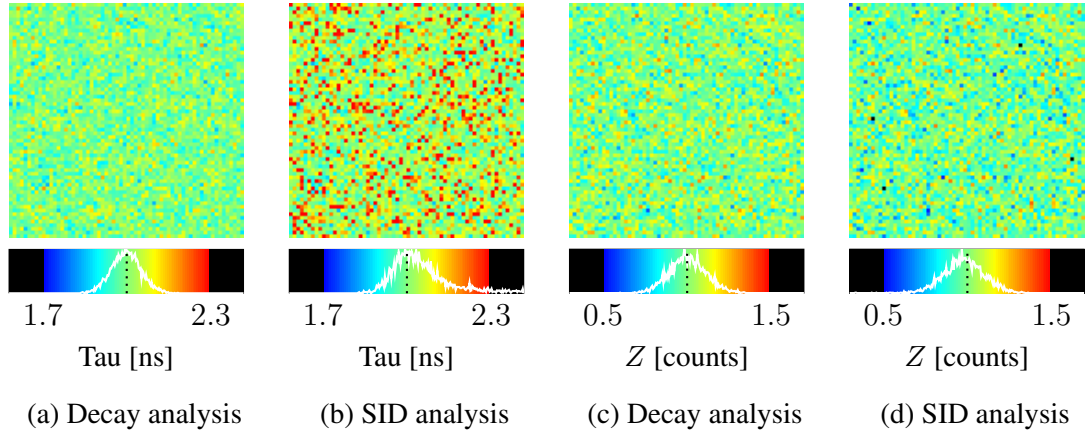 1.7 2.3 1.7 2.3 0.5 1.5 0.5 1.5
Tau [ns] Tau [ns] Z [counts] Z [counts]
(a) Decay analysis (b) SID analysis (c) Decay analysis (d) SID analysis